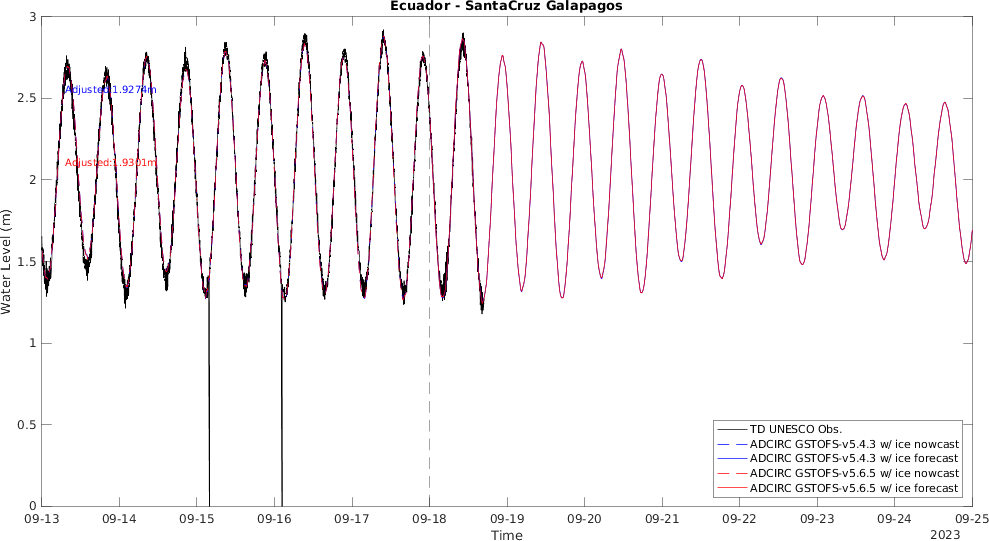 Ecuador - SantaCruz Galapagos
3
2.5
2
1.5
1
0.5
0
Water Level (m)
Adjusted:1.9274m
Adjusted:1.9301m
TD UNESCO Obs.
ADCIRC GSTOFS-v5.4.3 w/ ice nowcast
ADCIRC GSTOFS-v5.4.3 w/ ice forecast
ADCIRC GSTOFS-v5.6.5 w/ ice nowcast
ADCIRC GSTOFS-v5.6.5 w/ ice forecast
09-13 09-14 09-15 09-16 09-17 09-18 09-19 09-20 09-21 09-22 09-23 09-24 09-25
Time
2023